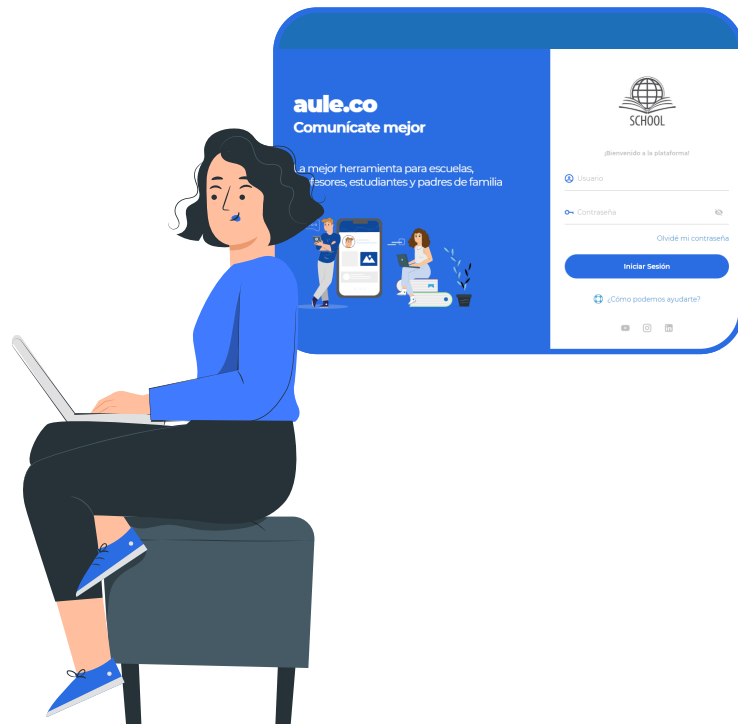 aule.co
Comunícate mejor
a mejor herramienta para escuelas,
fesores, estudiantes y padres de familia
SCHOOL
¡Bienvenido a la plataforma!
Usuario
Contraseña
Olvidé mi contraseña
Iniciar Sesión
¿Cómo podemos ayudarte?